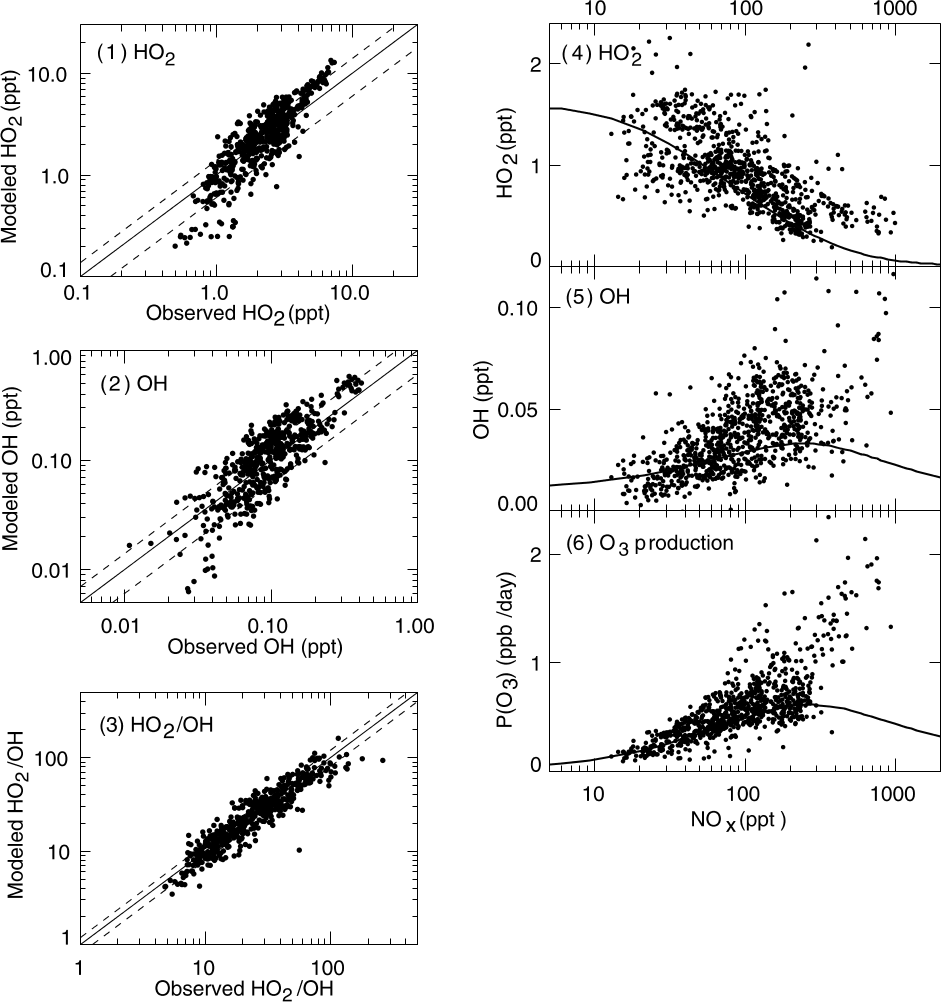 (1) HO2
Modeled HO2 (ppt)
10.0
1.0
0.1
0.1 1.0 10.0
Observed HO2 (ppt)
(2) OH
Modeled OH (ppt)
1.00
0.10
0.01
0.01 0.10 1.00
Observed OH (ppt)
(3) HO2/OH
Modeled HO2/OH
100
10
1
1 10 100
Observed HO2/OH
10 100 1000
(4) HO2
HO2 (ppt)
2
1
0
(5) OH
OH (ppt)
0.10
0.05
0.00
(6) O3 production
P(O3) (ppb/day)
2
1
0
10 100 1000
NOx (ppt)